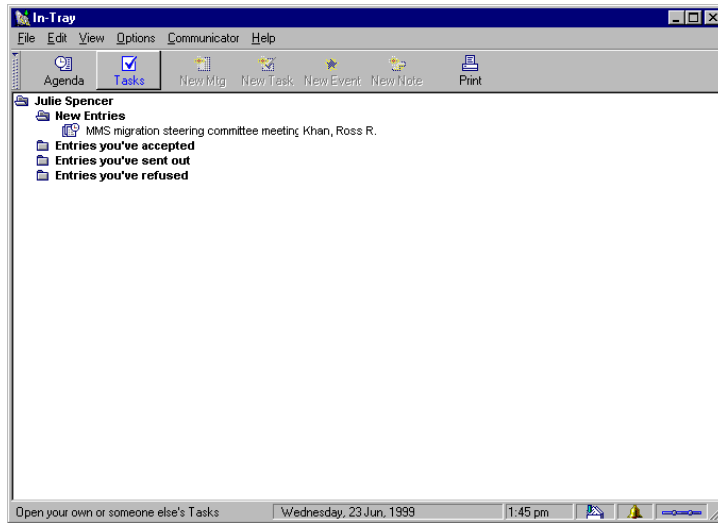 In-Tray
File Edit View Options Communicator Help
Agenda Tasks New Mtg New Task New Event New Note Print
Julie Spencer
New Entries
MMS migration steering committee meeting Khan, Ross R.
Entries you've accepted
Entries you've sent out
Entries you've refused
Open your own or someone else's Tasks Wednesday, 23 Jun, 1999 1:45 pm